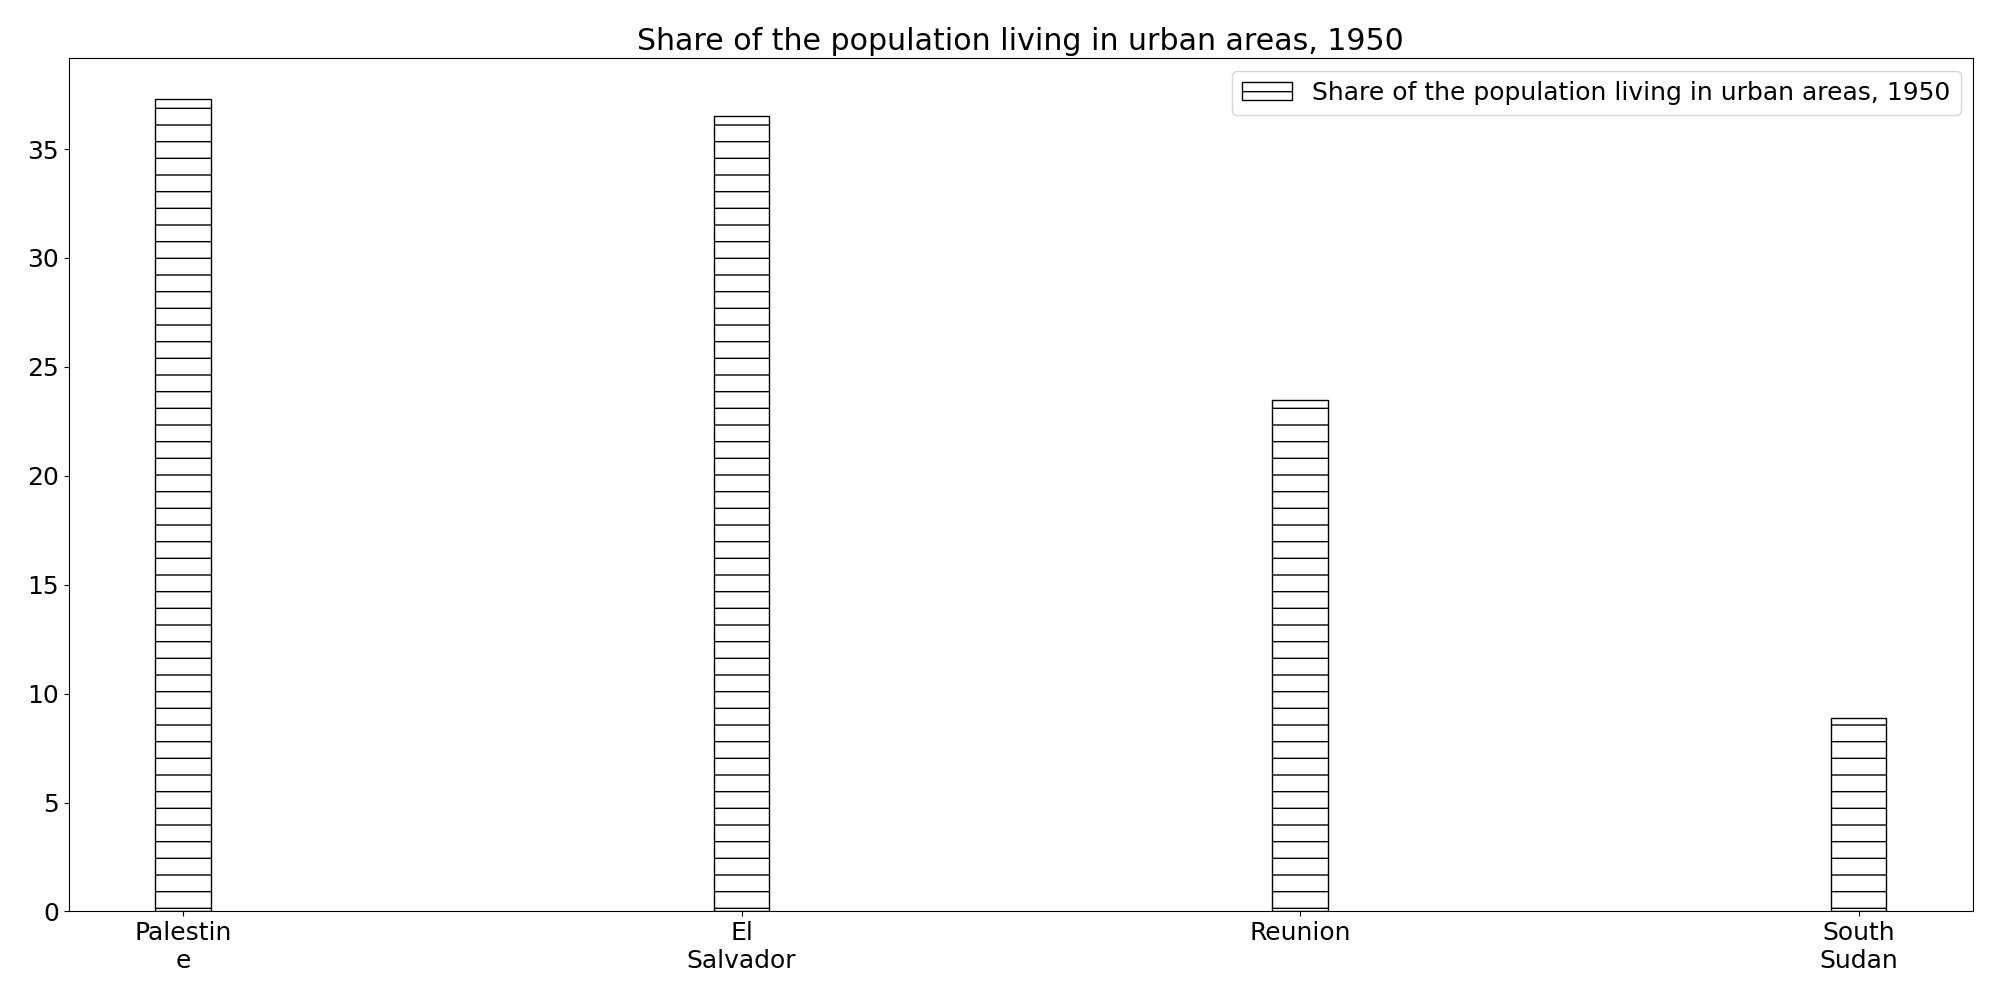 Share of the population living in urban areas, 1950
Share of the population living in urban areas, 1950
35
30
25
20
15
10
5
0
Palestin
e
El
Salvador
Reunion
South
Sudan